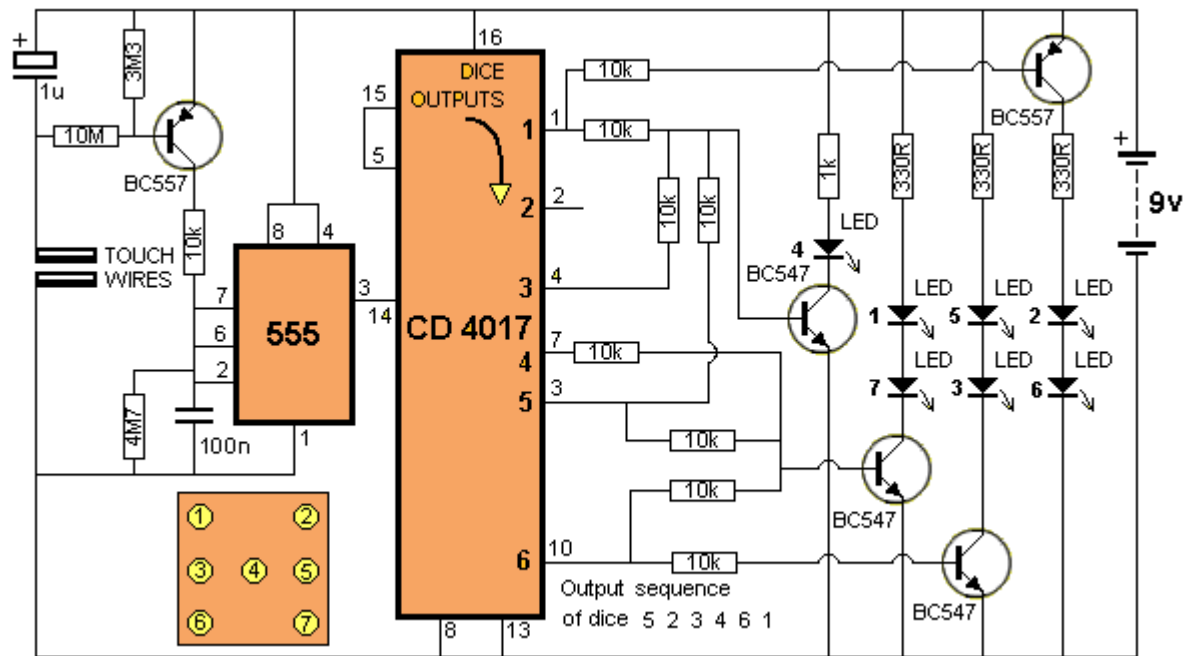 +
1u
3M3
10M
BC557
10k
TOUCH
WIRES
8 4
7
6
2
555
3
14
1
4M7
100n
1 2
3 4 5
6 7
16
DICE
OUTPUTS
15
5
CD 4017
1
2
3
4
5
6
1
2
4
7
3
10
8
13
10k
10k
10k
10k
10k
10k
10k
10k
Output sequence
of dice 5 2 3 4 6 1
1k
330R
330R
330R
BC557
LED
4
BC547
LED
1
LED
5
LED
2
LED
7
LED
3
LED
6
BC547
BC547
+
9v